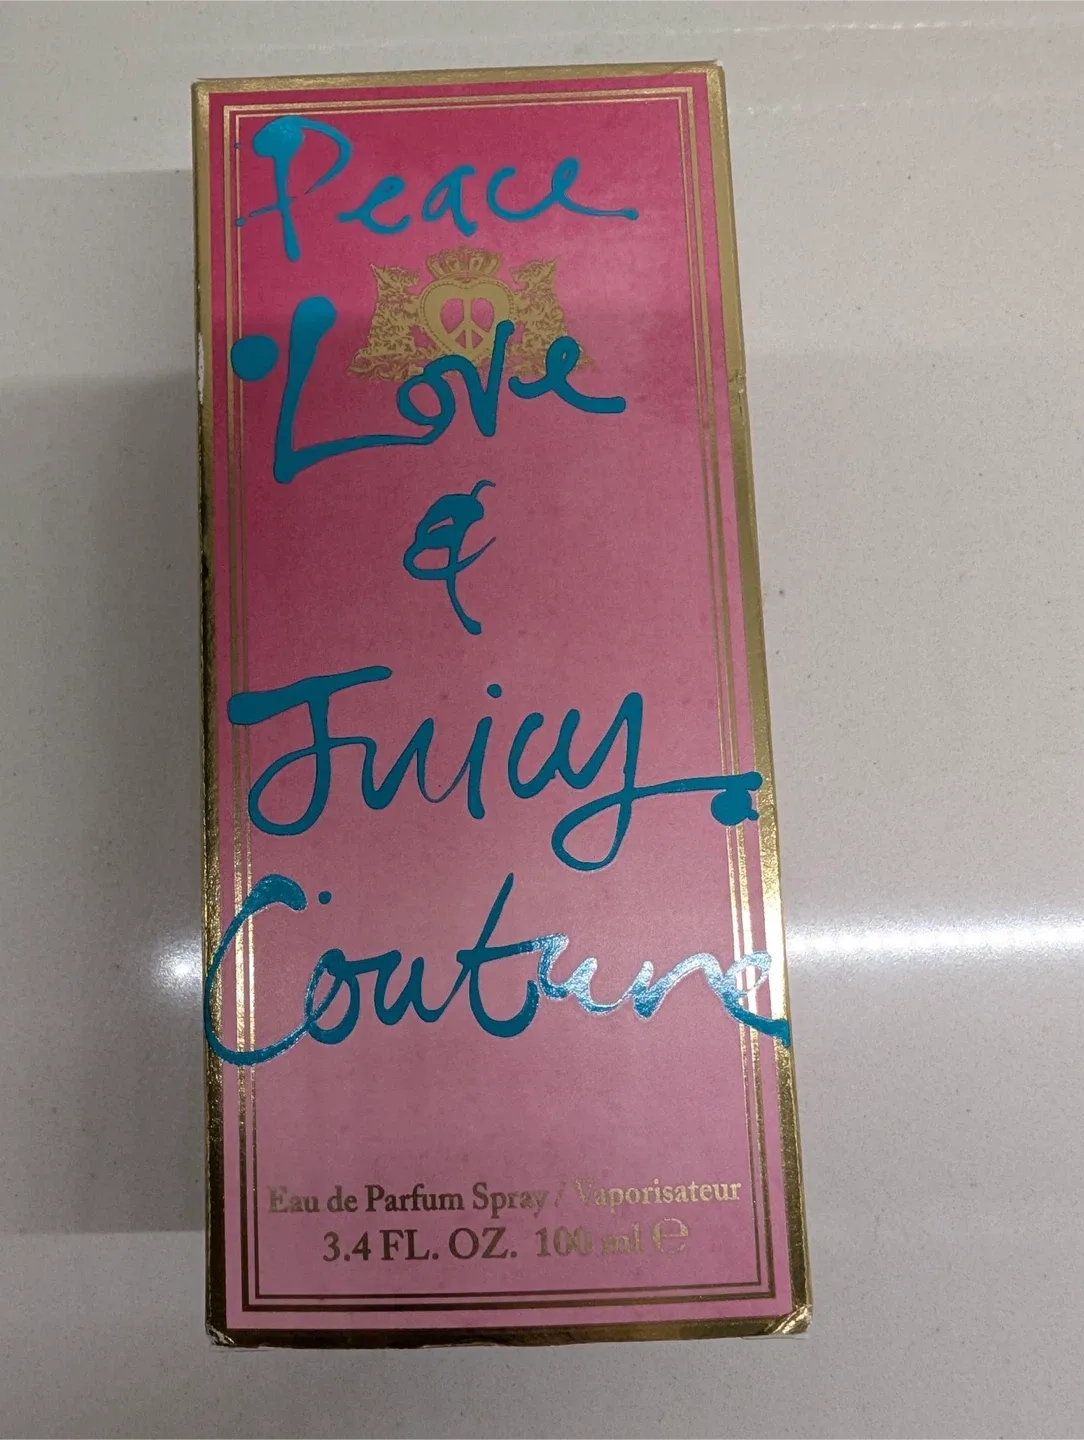 Peace
Love
&
Juicy
Couture
Eau de Parfum Spray / Vaporisateur
3.4 FL. OZ. 100 ml ℮